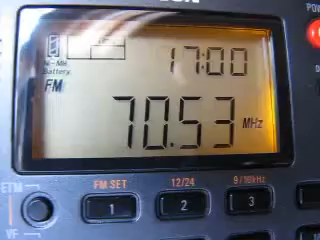 17:00
Ni-MH
Battery
FM
70.53 MHz
ETM
FM SET
12/24
9/10kHz
1
2
3
VF